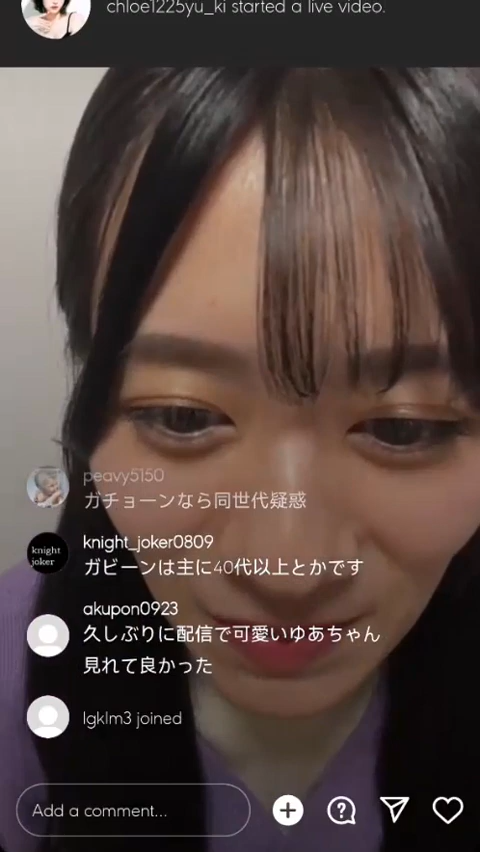 chloe1225yu_ki started a live video.
peavy5150
ガチョーンなら同世代疑惑
knight joker
knight_joker0809
ガビーンは主に40代以上とかです
akupon0923
久しぶりに配信で可愛いゆあちゃん
見れて良かった
lgklm3 joined
Add a comment...